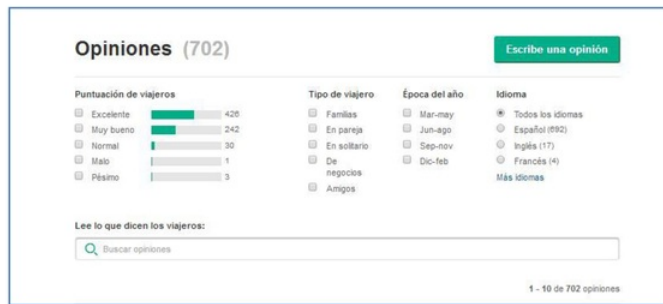 Opiniones (702)
Escribe una opinión
Puntuación de viajeros
Excelente 426
Muy bueno 242
Normal 30
Malo 1
Pésimo 3
Tipo de viajero
Familias
En pareja
En solitario
De
negocios
Amigos
Época del año
Mar-may
Jun-ago
Sep-nov
Dic-feb
Idioma
Todos los idiomas
Español (692)
Inglés (17)
Francés (4)
Más idiomas
Lee lo que dicen los viajeros:
Buscar opiniones
1 - 10 de 702 opiniones